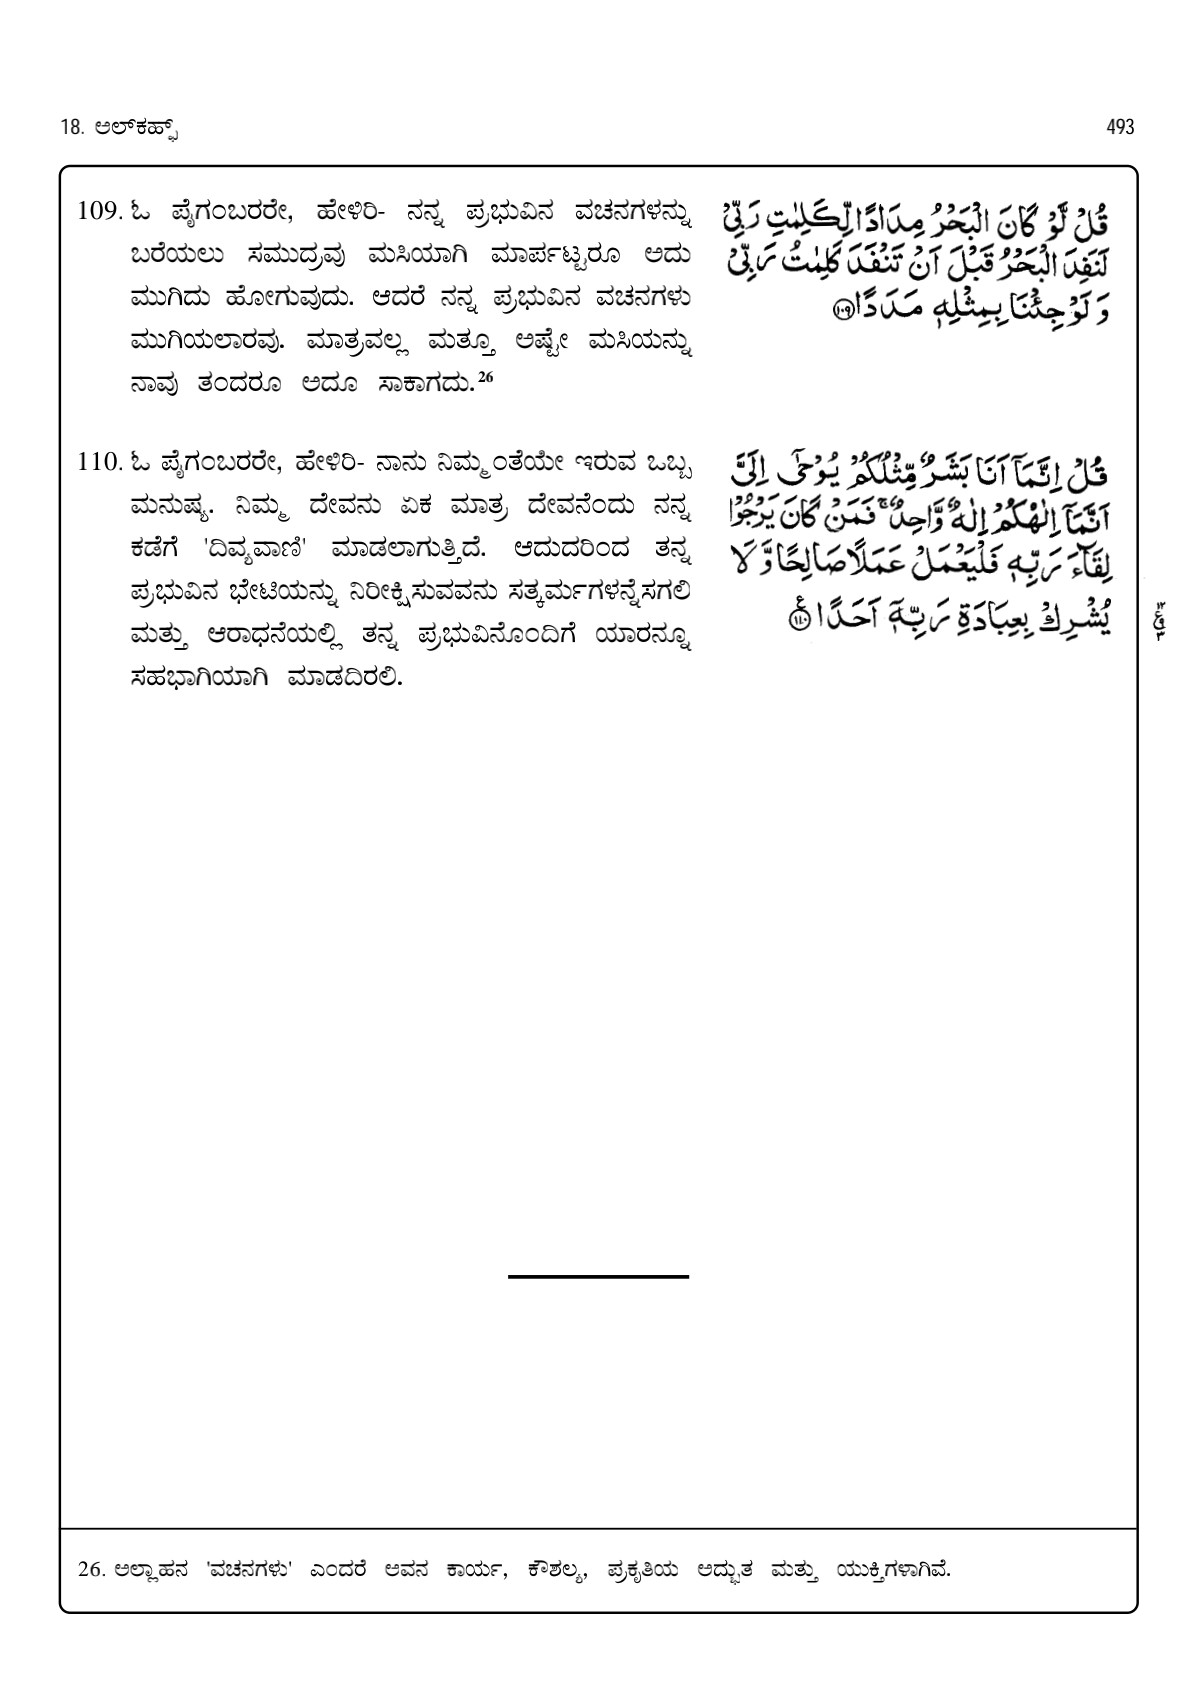 18. ಅಲ್‌ಕಹ್ಫ್
493
109. ಓ ಪೈಗಂಬರರೇ, ಹೇಳಿರಿ- ನನ್ನ ಪ್ರಭುವಿನ ವಚನಗಳನ್ನು
ಬರೆಯಲು ಸಮುದ್ರವು ಮಸಿಯಾಗಿ ಮಾರ್ಪಟ್ಟರೂ ಅದು
ಮುಗಿದು ಹೋಗುವುದು. ಆದರೆ ನನ್ನ ಪ್ರಭುವಿನ ವಚನಗಳು
ಮುಗಿಯಲಾರವು. ಮಾತ್ರವಲ್ಲ ಮತ್ತೂ ಅಷ್ಟೇ ಮಸಿಯನ್ನು
ನಾವು ತಂದರೂ ಅದೂ ಸಾಕಾಗದು.26
قُلْ لَّوْ كَانَ الْبَحْرُ مِدَادًا لِّكَلِمٰتِ رَبِّیْ
لَنَفِدَ الْبَحْرُ قَبْلَ اَنْ تَنْفَدَ كَلِمٰتُ رَبِّیْ
وَ لَوْ جِئْنَا بِمِثْلِهٖ مَدَدًا ۝۱۰۹
110. ಓ ಪೈಗಂಬರರೇ, ಹೇಳಿರಿ- ನಾನು ನಿಮ್ಮಂತೆಯೇ ಇರುವ ಒಬ್ಬ
ಮನುಷ್ಯ. ನಿಮ್ಮ ದೇವನು ಏಕ ಮಾತ್ರ ದೇವನೆಂದು ನನ್ನ
ಕಡೆಗೆ 'ದಿವ್ಯವಾಣಿ' ಮಾಡಲಾಗುತ್ತಿದೆ. ಆದುದರಿಂದ ತನ್ನ
ಪ್ರಭುವಿನ ಭೇಟಿಯನ್ನು ನಿರೀಕ್ಷಿಸುವವನು ಸತ್ಕರ್ಮಗಳನ್ನೆಸಗಲಿ
ಮತ್ತು ಆರಾಧನೆಯಲ್ಲಿ ತನ್ನ ಪ್ರಭುವಿನೊಂದಿಗೆ ಯಾರನ್ನೂ
ಸಹಭಾಗಿಯಾಗಿ ಮಾಡದಿರಲಿ.
قُلْ اِنَّمَاۤ اَنَا بَشَرٌ مِّثْلُكُمْ یُوْحٰۤی اِلَیَّ
اَنَّمَاۤ اِلٰهُكُمْ اِلٰهٌ وَّاحِدٌ ۚ فَمَنْ كَانَ یَرْجُوْا
لِقَآءَ رَبِّهٖ فَلْیَعْمَلْ عَمَلًا صَالِحًا وَّ لَا
یُشْرِكْ بِعِبَادَةِ رَبِّهٖۤ اَحَدًا ۝۱۱۰
26. ಅಲ್ಲಾಹನ 'ವಚನಗಳು' ಎಂದರೆ ಅವನ ಕಾರ್ಯ, ಕೌಶಲ್ಯ, ಪ್ರಕೃತಿಯ ಅದ್ಭುತ ಮತ್ತು ಯುಕ್ತಿಗಳಾಗಿವೆ.